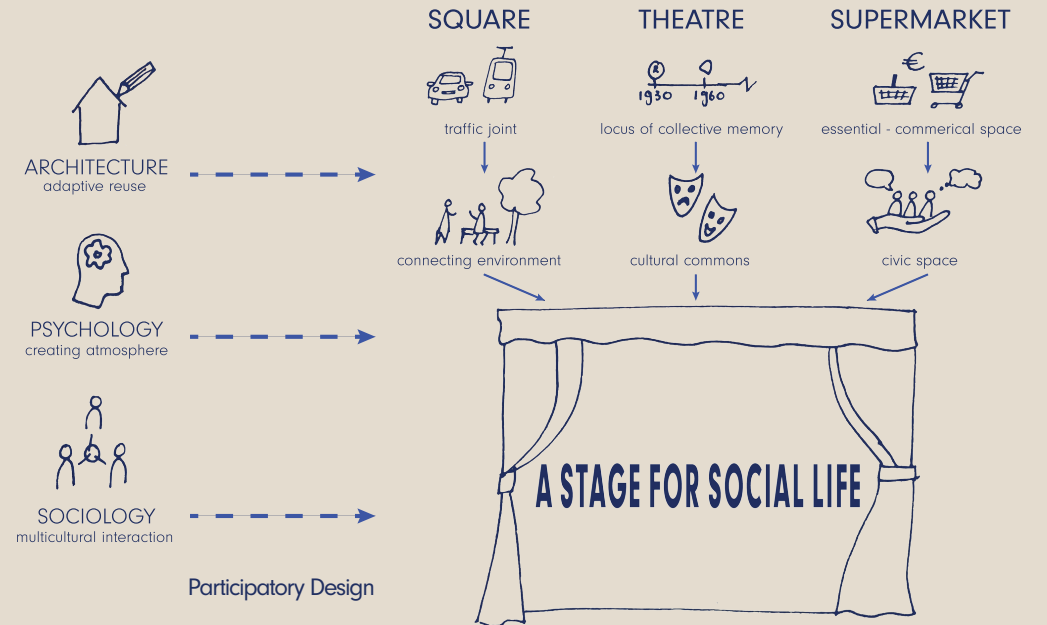 SQUARE
THEATRE
SUPERMARKET
€
1930
1960
traffic joint
locus of collective memory
essential - commerical space
ARCHITECTURE
adaptive reuse
connecting environment
cultural commons
civic space
PSYCHOLOGY
creating atmosphere
A STAGE FOR SOCIAL LIFE
SOCIOLOGY
multicultural interaction
Participatory Design